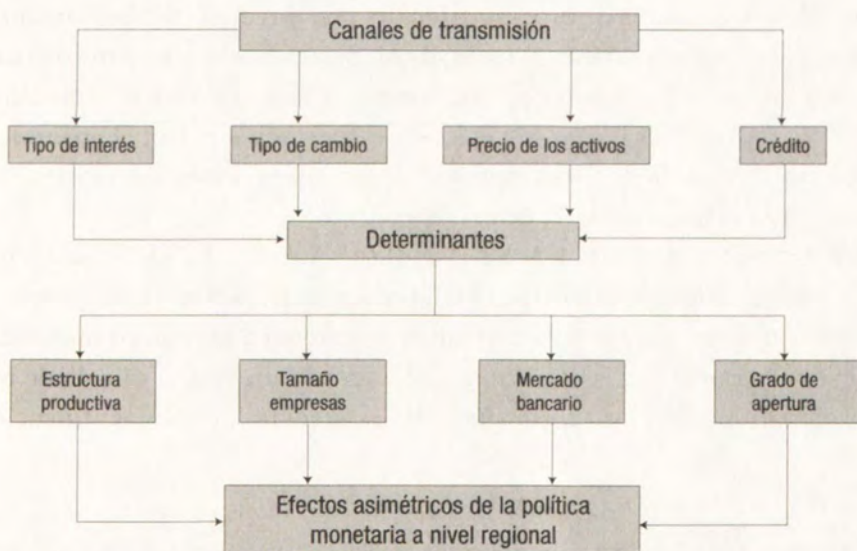 Canales de transmisión
Tipo de interés
Tipo de cambio
Precio de los activos
Crédito
Determinantes
Estructura
productiva
Tamaño
empresas
Mercado
bancario
Grado de
apertura
Efectos asimétricos de la política
monetaria a nivel regional